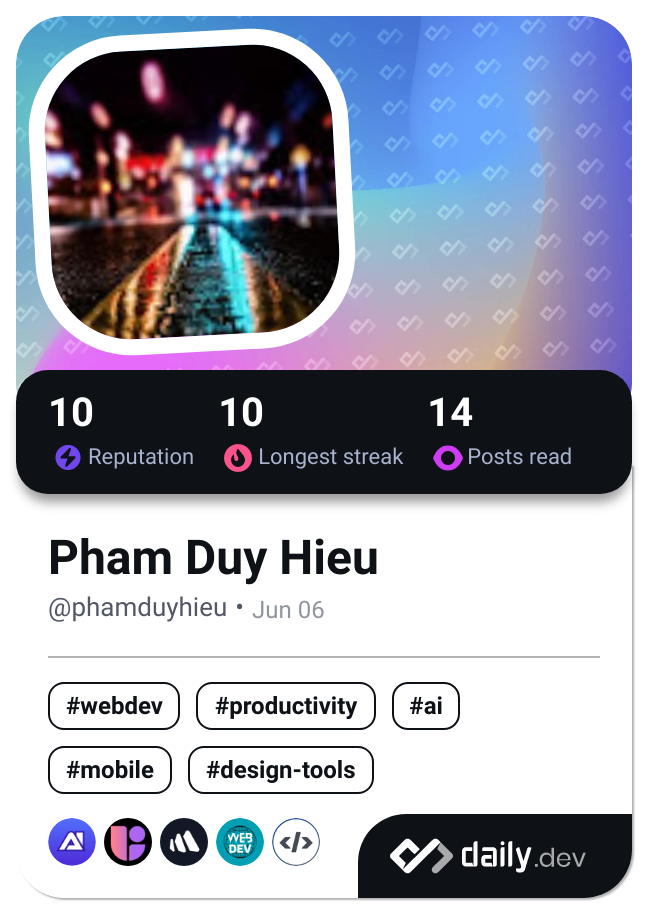 10 10 14
Reputation Longest streak Posts read
Pham Duy Hieu
@phamduyhieu • Jun 06
#webdev #productivity #ai
#mobile #design-tools
WEB
DEV
</>
daily.dev